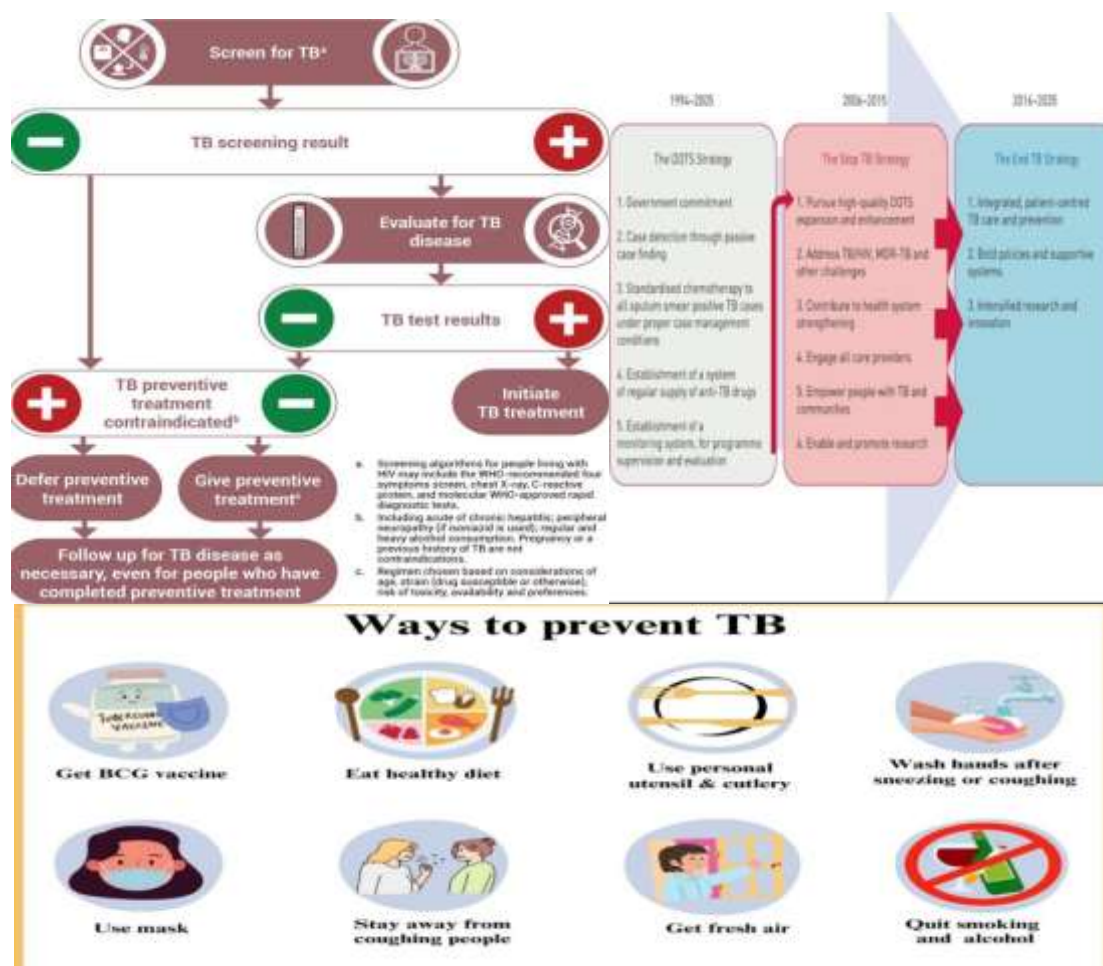 Screen for TBᵃ
TB screening result
Evaluate for TB
disease
TB test results
TB preventive
treatment
contraindicatedᵇ
Initiate
TB treatment
Defer preventive
treatment
Give preventive
treatmentᶜ
Follow up for TB disease as
necessary, even for people who have
completed preventive treatment
a. Screening algorithms for people living with
HIV may include the WHO-recommended four
symptoms screen, chest X-ray, C-reactive
protein, and molecular WHO-approved rapid
diagnostic tests.
b. Including acute of chronic hepatitis; peripheral
neuropathy (if isoniazid is used); regular and
heavy alcohol consumption. Pregnancy or a
previous history of TB are not
contraindications.
c. Regimen chosen based on considerations of
age, strain (drug susceptible or otherwise),
risk of toxicity, availability and preferences.
1994–2005
The DOTS Strategy
1. Government commitment
2. Case detection through passive
case finding
3. Standardised chemotherapy to
all sputum smear positive TB cases
under proper case management
conditions
4. Establishment of a system
of regular supply of anti-TB drugs
5. Establishment of a
monitoring system, for programme
supervision and evaluation
2006–2015
The Stop TB Strategy
1. Pursue high-quality DOTS
expansion and enhancement
2. Address TB/HIV, MDR-TB and
other challenges
3. Contribute to health system
strengthening
4. Engage all care providers
5. Empower people with TB and
communities
6. Enable and promote research
The End TB Strategy
1. Integrated, patient-centred
TB care and prevention
2. Bold policies and supportive
systems
3. Intensified research and
innovation
Ways to prevent TB
VACCINE
Get BCG vaccine
Eat healthy diet
Use personal
utensil & cutlery
Wash hands after
sneezing or coughing
Use mask
Stay away from
coughing people
Get fresh air
Quit smoking
and alcohol